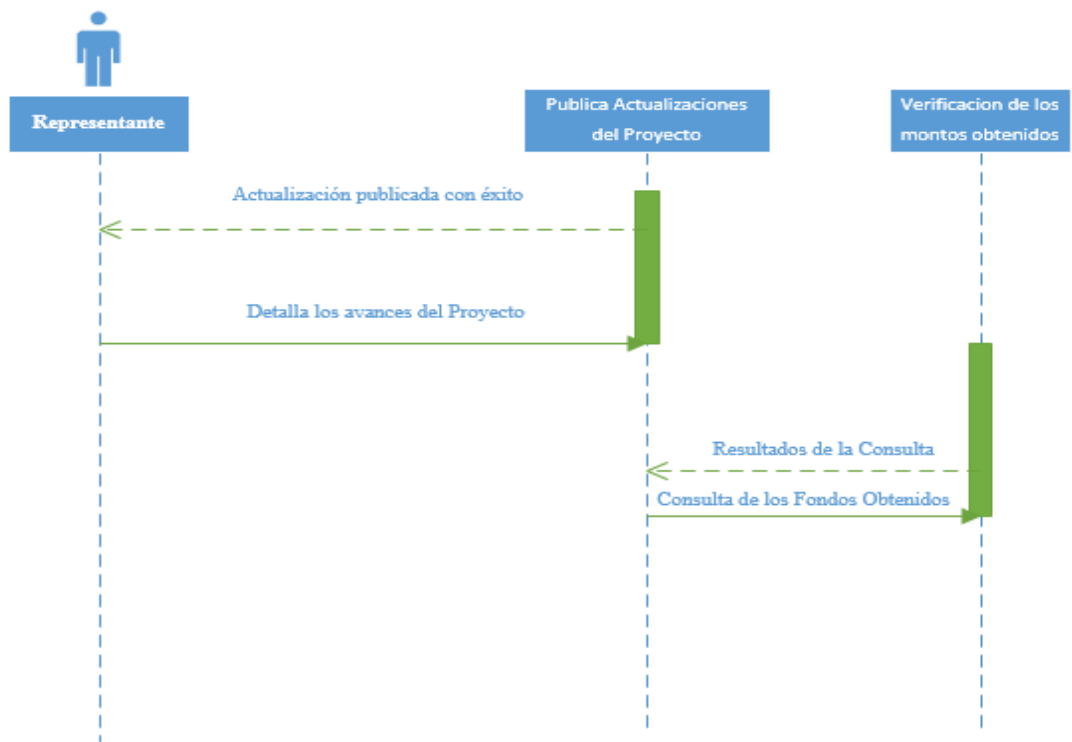 Representante
Publica Actualizaciones
del Proyecto
Verificacion de los
montos obtenidos
Actualización publicada con éxito
Detalla los avances del Proyecto
Resultados de la Consulta
Consulta de los Fondos Obtenidos